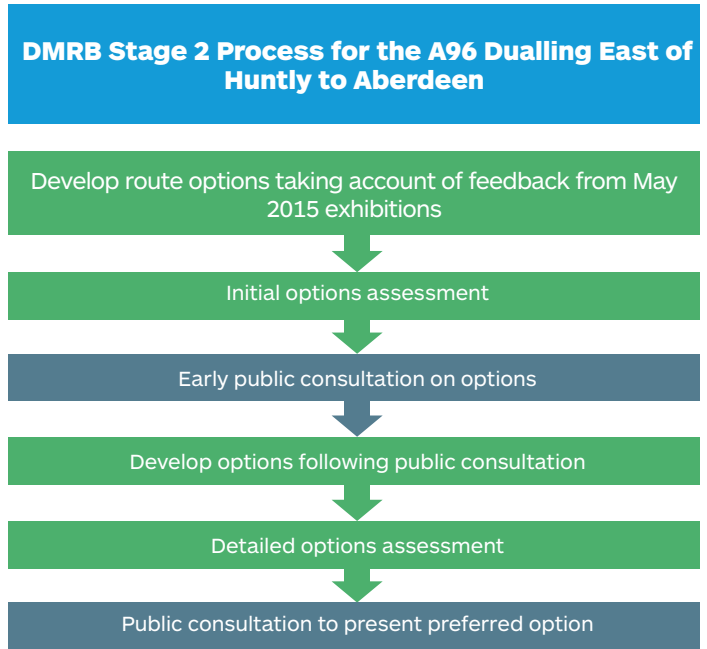 DMRB Stage 2 Process for the A96 Dualling East of
Huntly to Aberdeen
Develop route options taking account of feedback from May
2015 exhibitions
Initial options assessment
Early public consultation on options
Develop options following public consultation
Detailed options assessment
Public consultation to present preferred option